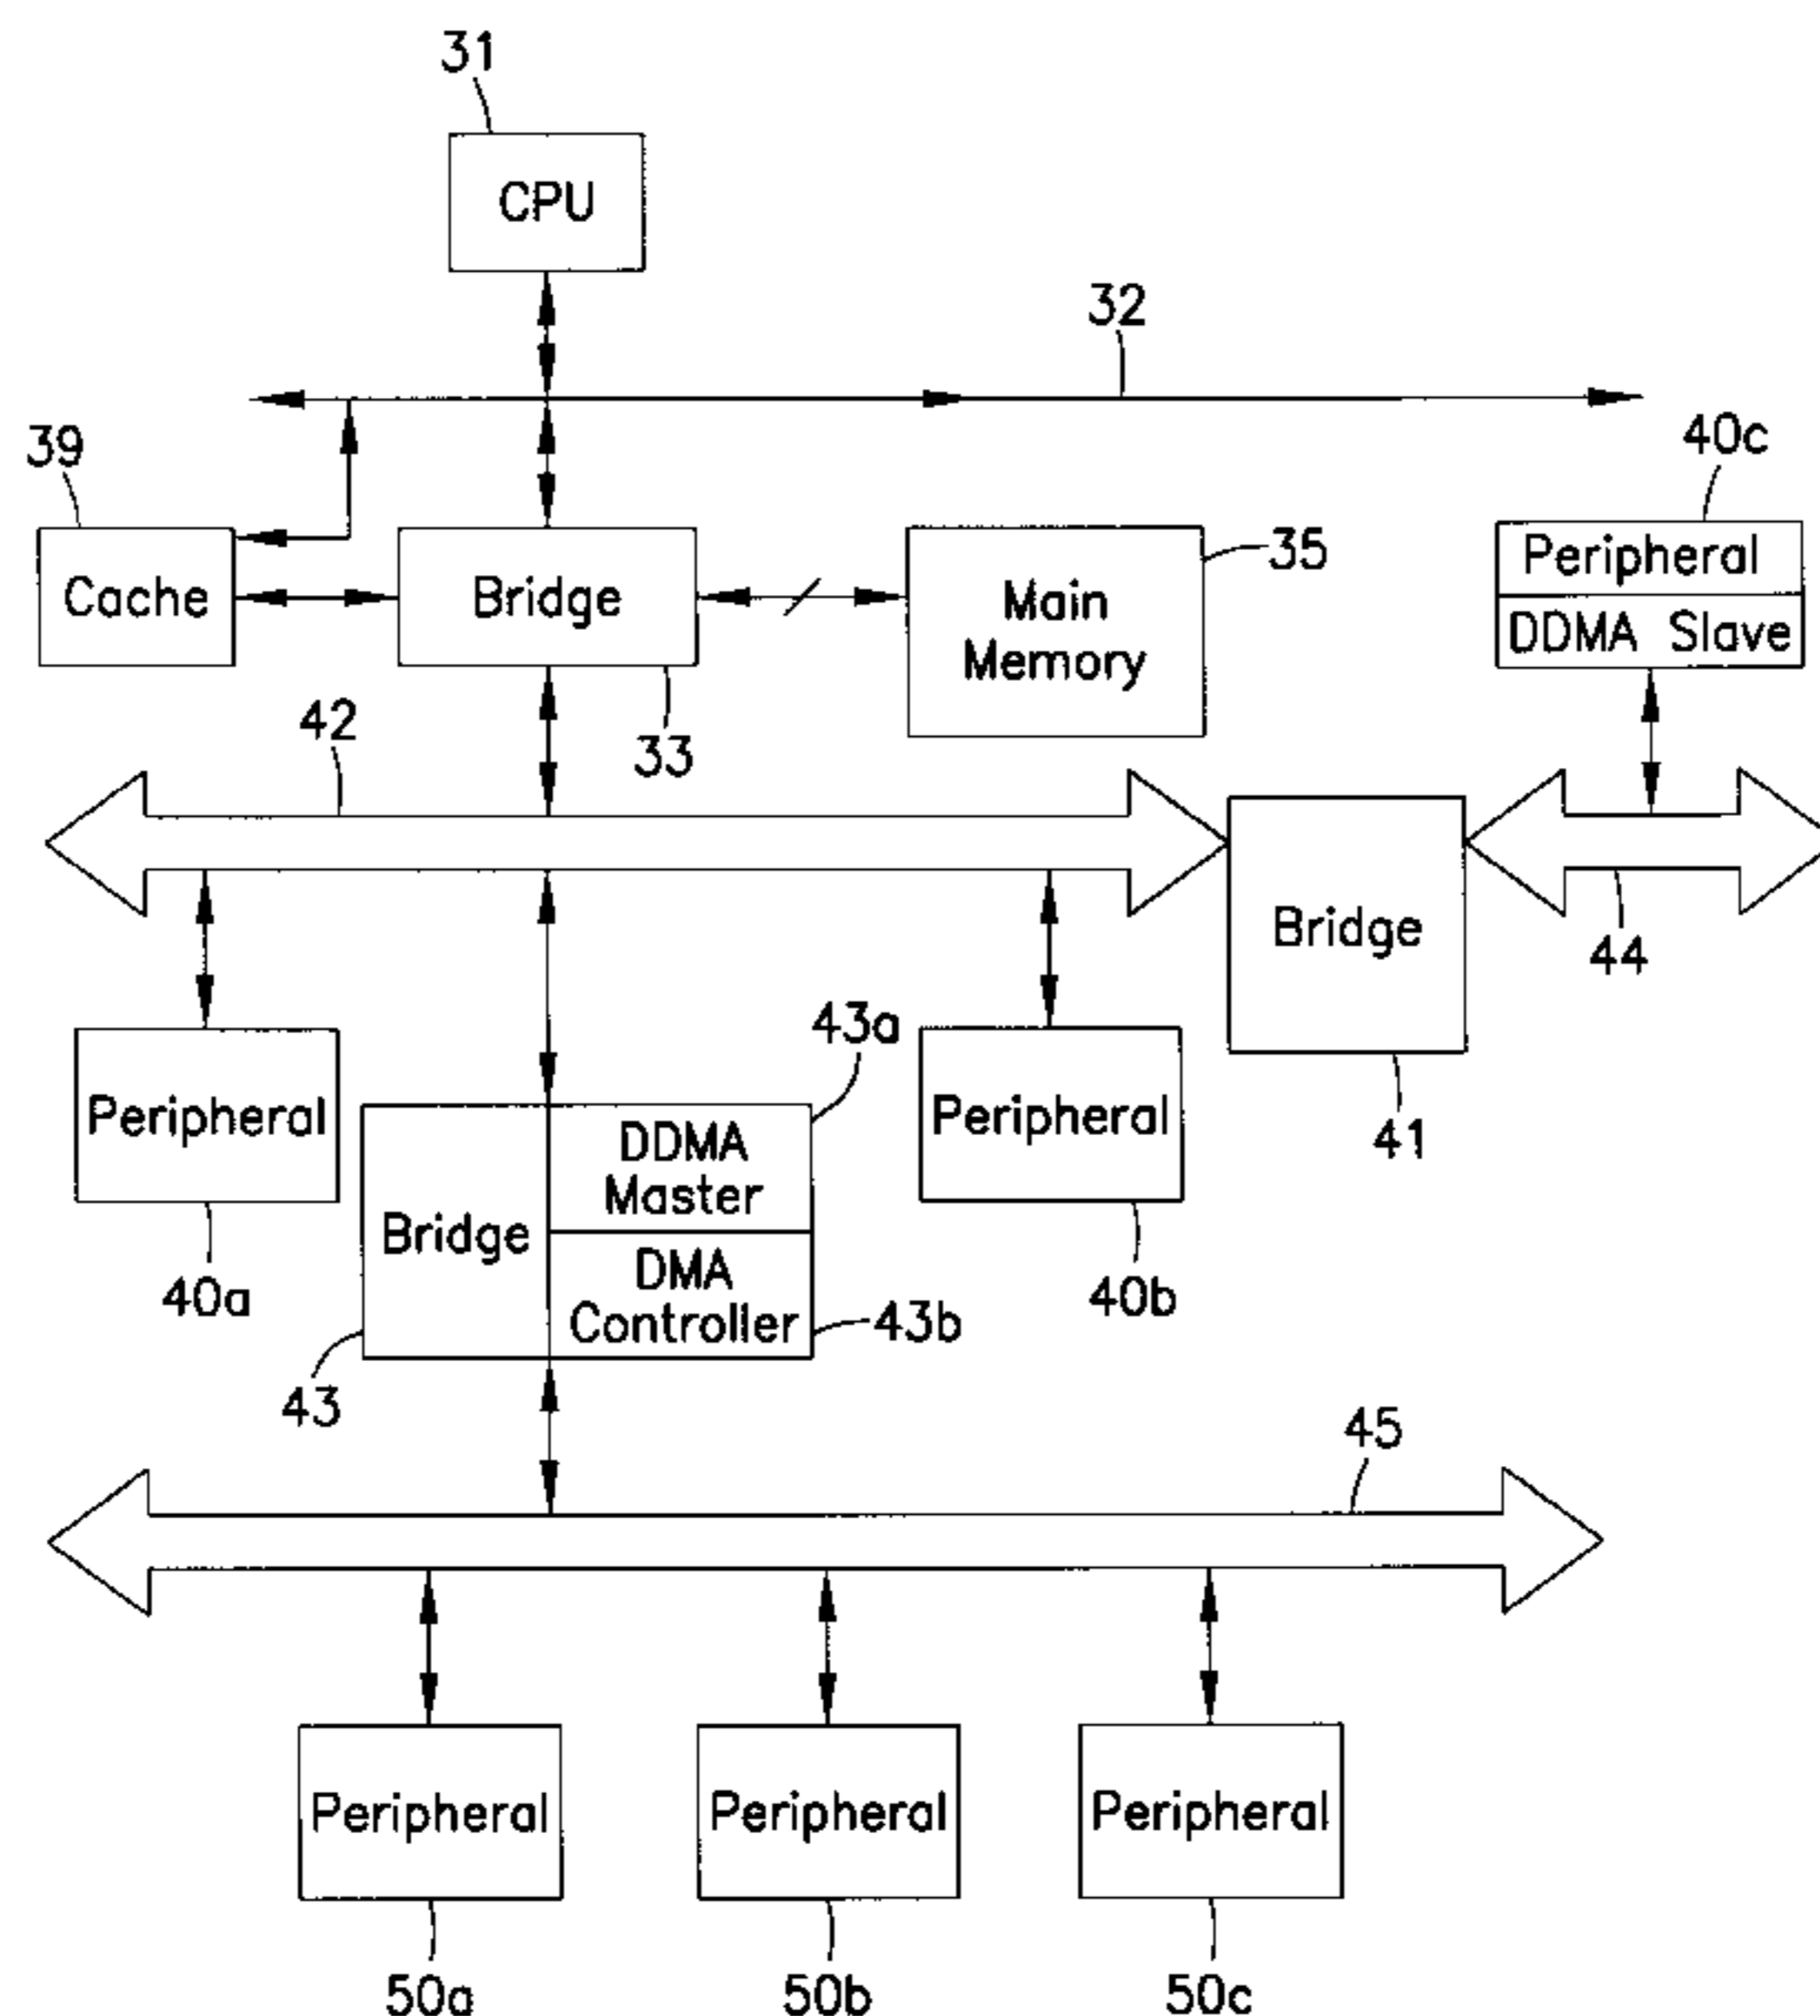 31
CPU
32
39
40c
Cache
Bridge
Main
Memory
35
Peripheral
DDMA Slave
42
33
Bridge
44
41
43a
Peripheral
DDMA
Master
Peripheral
Bridge
DMA
Controller
40a
43b
40b
43
45
Peripheral
Peripheral
Peripheral
50a
50b
50c